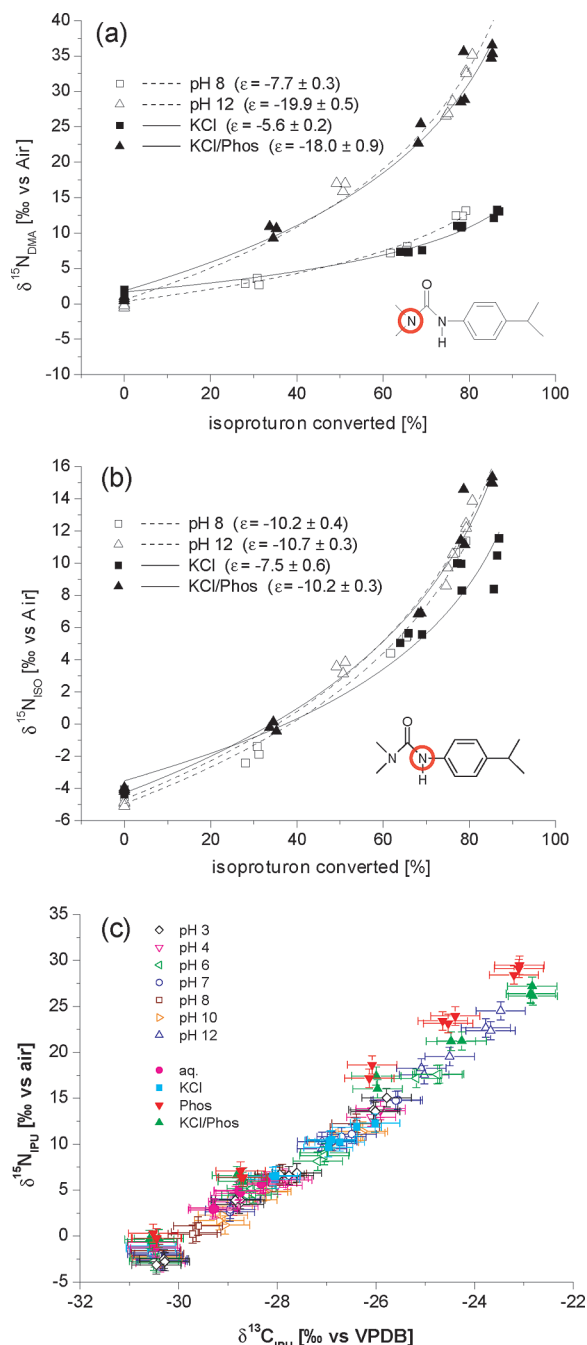 (a)
pH 8 (ε= -7.7 ± 0.3)
pH 12 (ε= -19.9 ± 0.5)
KCl (ε= -5.6 ± 0.2)
KCl/Phos (ε= -18.0 ± 0.9)
40
35
30
25
20
15
10
5
0
-5
-10
δ¹⁵N_DMA [‰ vs Air]
O
N
N
H
0 20 40 60 80 100
isoproturon converted [%]
(b)
pH 8 (ε= -10.2 ± 0.4)
pH 12 (ε= -10.7 ± 0.3)
KCl (ε= -7.5 ± 0.6)
KCl/Phos (ε= -10.2 ± 0.3)
16
14
12
10
8
6
4
2
0
-2
-4
-6
δ¹⁵N_ISO [‰ vs Air]
O
N
N
H
0 20 40 60 80 100
isoproturon converted [%]
(c)
pH 3
pH 4
pH 6
pH 7
pH 8
pH 10
pH 12
aq.
KCl
Phos
KCl/Phos
35
30
25
20
15
10
5
0
-5
δ¹⁵N_IPU [‰ vs air]
-32 -30 -28 -26 -24 -22
δ¹³C_IPU [‰ vs VPDB]